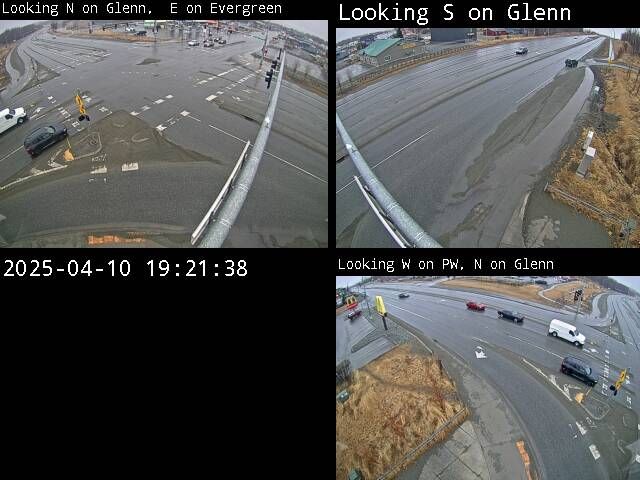 Looking N on Glenn,  E on Evergreen
Looking S on Glenn
2025-04-10 19:21:38
Looking W on PW, N on Glenn